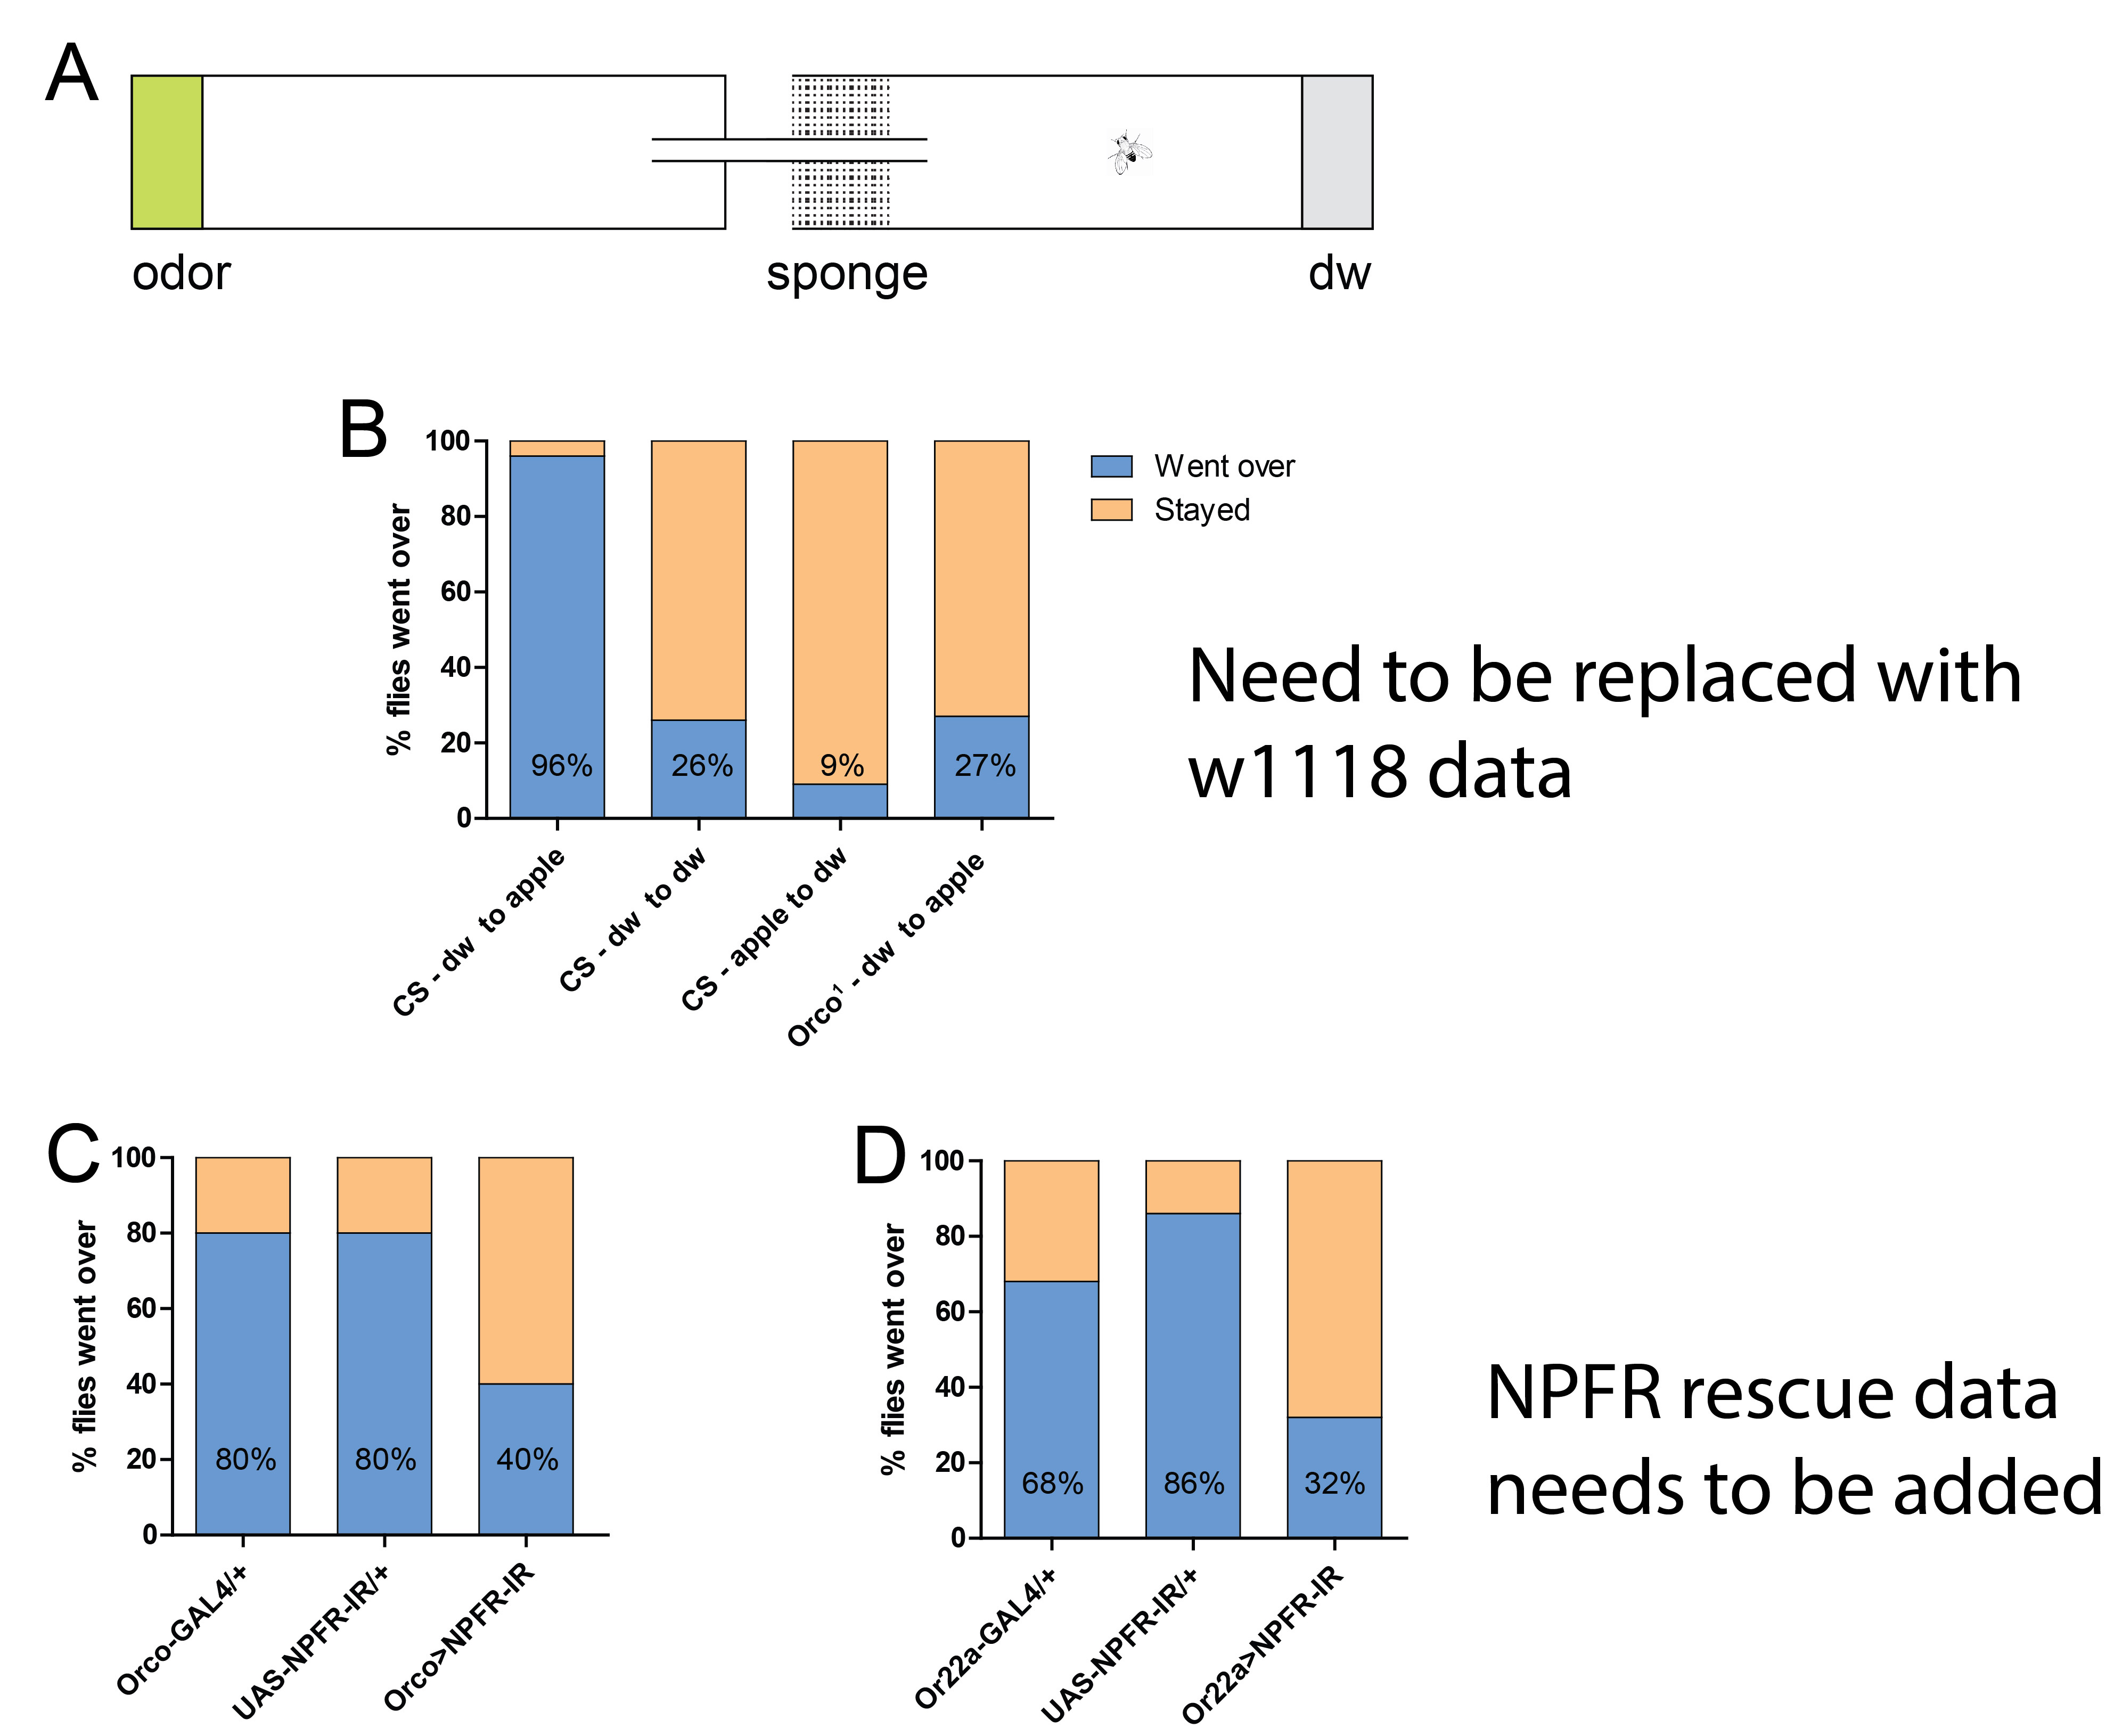 A
odor
sponge
dw
B
% flies went over
100
80
60
40
20
0
96%
26%
9%
27%
CS - dw to apple
CS - dw to dw
CS - apple to dw
Orco¹ - dw to apple
Went over
Stayed
Need to be replaced with
w1118 data
C
% flies went over
100
80
60
40
20
0
80%
80%
40%
Orco-GAL4/+
UAS-NPFR-IR/+
Orco>NPFR-IR
D
% flies went over
100
80
60
40
20
0
68%
86%
32%
Or22a-GAL4/+
UAS-NPFR-IR/+
Or22a>NPFR-IR
NPFR rescue data
needs to be added